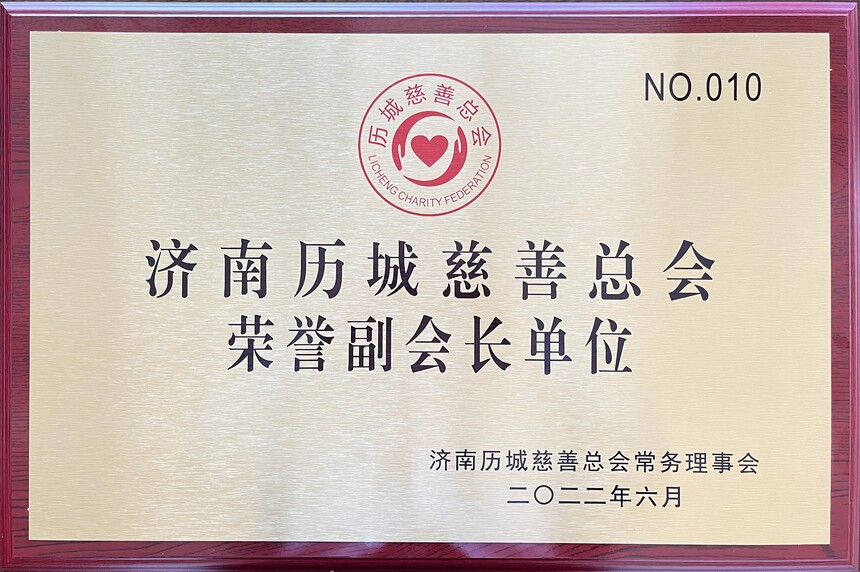 NO.010
历城慈善总会
LICHENG CHARITY FEDERATION
济南历城慈善总会
荣誉副会长单位
济南历城慈善总会常务理事会
二〇二二年六月